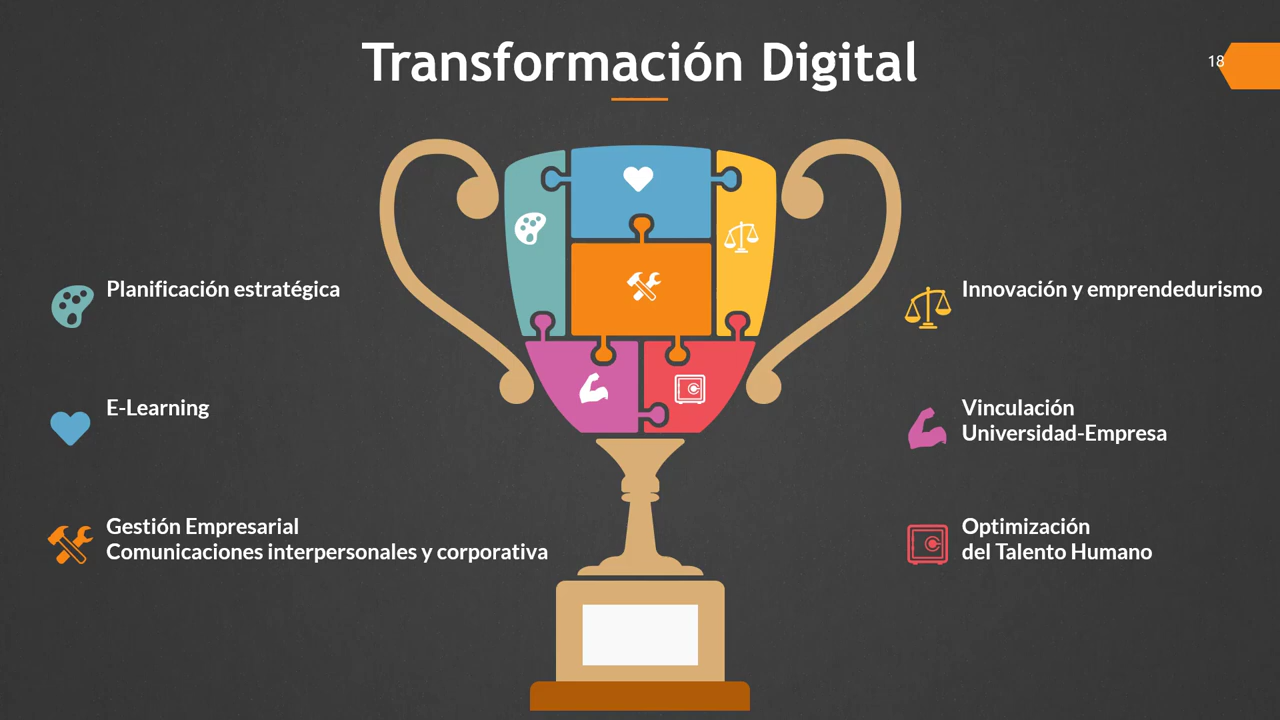 Transformación Digital
18
Planificación estratégica
E-Learning
Gestión Empresarial
Comunicaciones interpersonales y corporativa
Innovación y emprendedurismo
Vinculación
Universidad-Empresa
Optimización
del Talento Humano